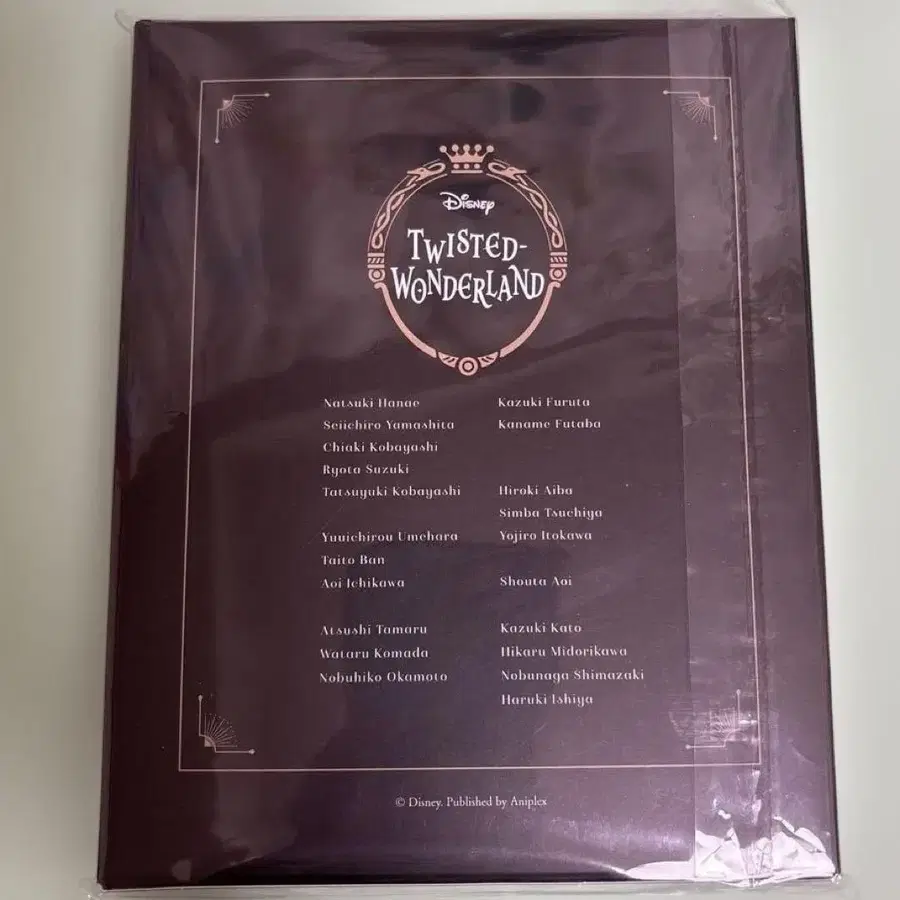 Disney
TWISTED-
WONDERLAND
Natsuki Hanae
Seiichiro Yamashita
Chiaki Kobayashi
Ryota Suzuki
Tatsuyuki Kobayashi
Yuuichirou Umehara
Taito Ban
Aoi Ichikawa
Atsushi Tamaru
Wataru Komada
Nobuhiko Okamoto
Kazuki Furuta
Kaname Futaba
Hiroki Aiba
Simba Tsuchiya
Yojiro Itokawa
Shouta Aoi
Kazuki Kato
Hikaru Midorikawa
Nobunaga Shimazaki
Haruki Ishiya
© Disney. Published by Aniplex